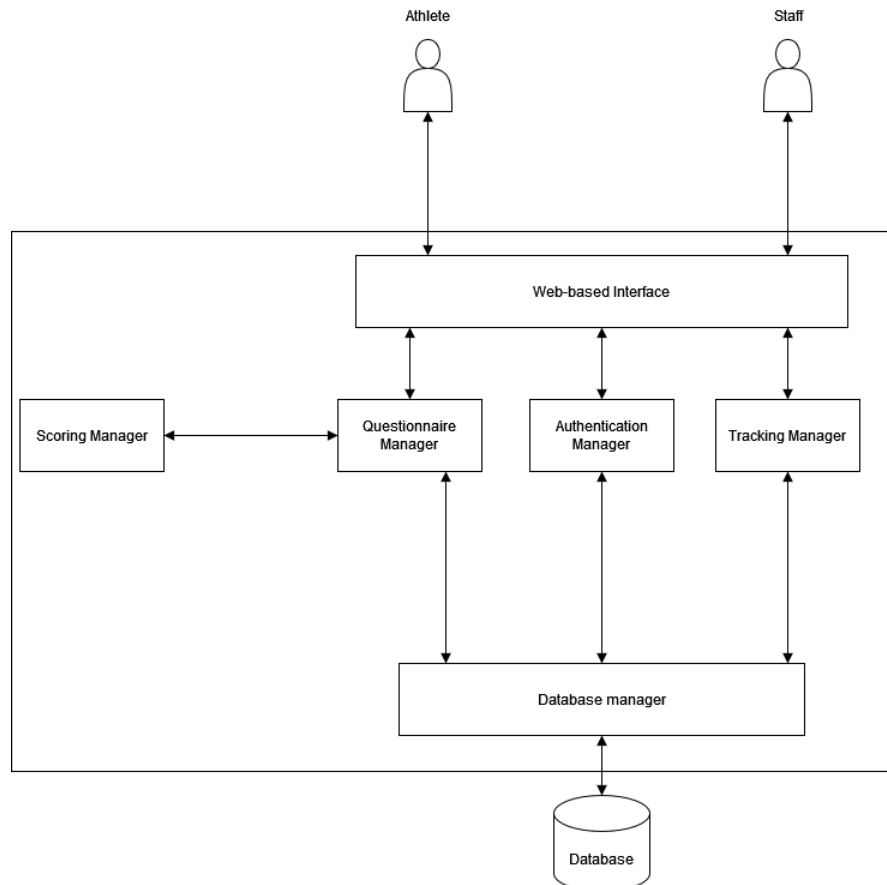 Athlete
Staff
Web-based Interface
Scoring Manager
Questionnaire
Manager
Authentication
Manager
Tracking Manager
Database manager
Database